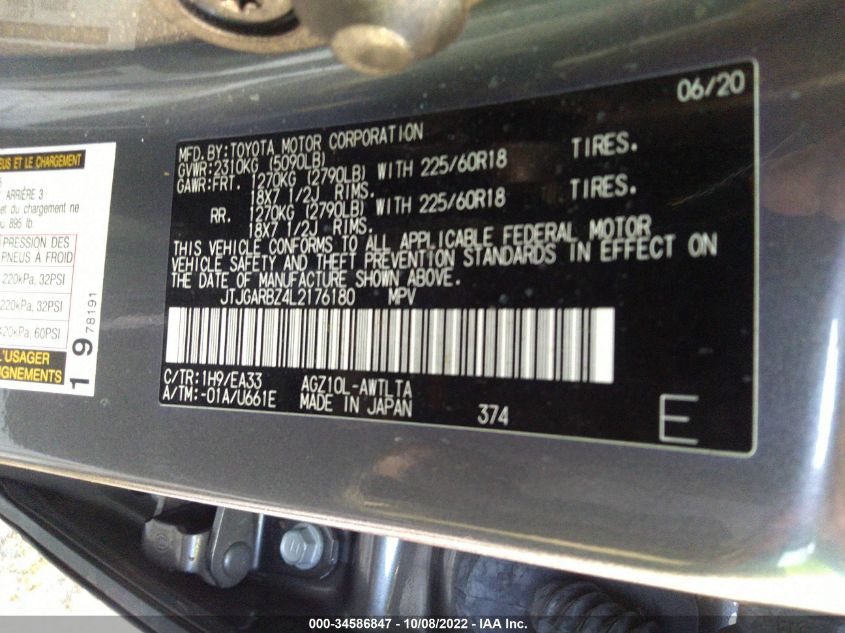 06/20
MFD.BY:TOYOTA MOTOR CORPORATION
GVWR:2310KG (5090LB)
GAWR:FRT. 1270KG (2790LB) WITH 225/60R18 TIRES.
18X7 1/2J RIMS.
RR. 1270KG (2790LB) WITH 225/60R18 TIRES.
18X7 1/2J RIMS.
THIS VEHICLE CONFORMS TO ALL APPLICABLE FEDERAL MOTOR
VEHICLE SAFETY AND THEFT PREVENTION STANDARDS IN EFFECT ON
THE DATE OF MANUFACTURE SHOWN ABOVE.
JTJGARBZ4L2176180 MPV
C/TR:1H9/EA33 AGZ10L-AWTLTA
A/TM:-01A/U661E MADE IN JAPAN 374 E
ET LE CHARGEMENT
ARRIÈRE 3
et du chargement ne
895 lb.
PRESSION DES
PNEUS À FROID
220kPa, 32PSI
220kPa, 32PSI
420kPa, 60PSI
L'USAGER
1978191
000-34586847 - 10/08/2022 - IAA Inc.